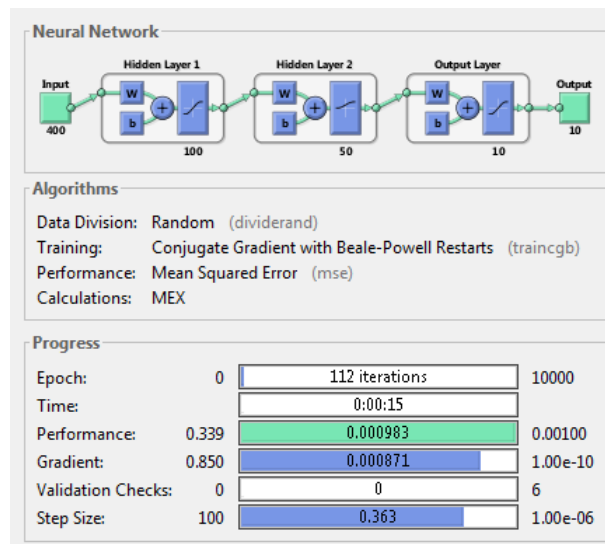 Neural Network
Hidden Layer 1 Hidden Layer 2 Output Layer
Input Output
W W W
+ + +
b b b
400 10
100 50 10
Algorithms
Data Division: Random (dividerand)
Training: Conjugate Gradient with Beale-Powell Restarts (traincgb)
Performance: Mean Squared Error (mse)
Calculations: MEX
Progress
Epoch: 0 112 iterations 10000
Time: 0:00:15
Performance: 0.339 0.000983 0.00100
Gradient: 0.850 0.000871 1.00e-10
Validation Checks: 0 0 6
Step Size: 100 0.363 1.00e-06